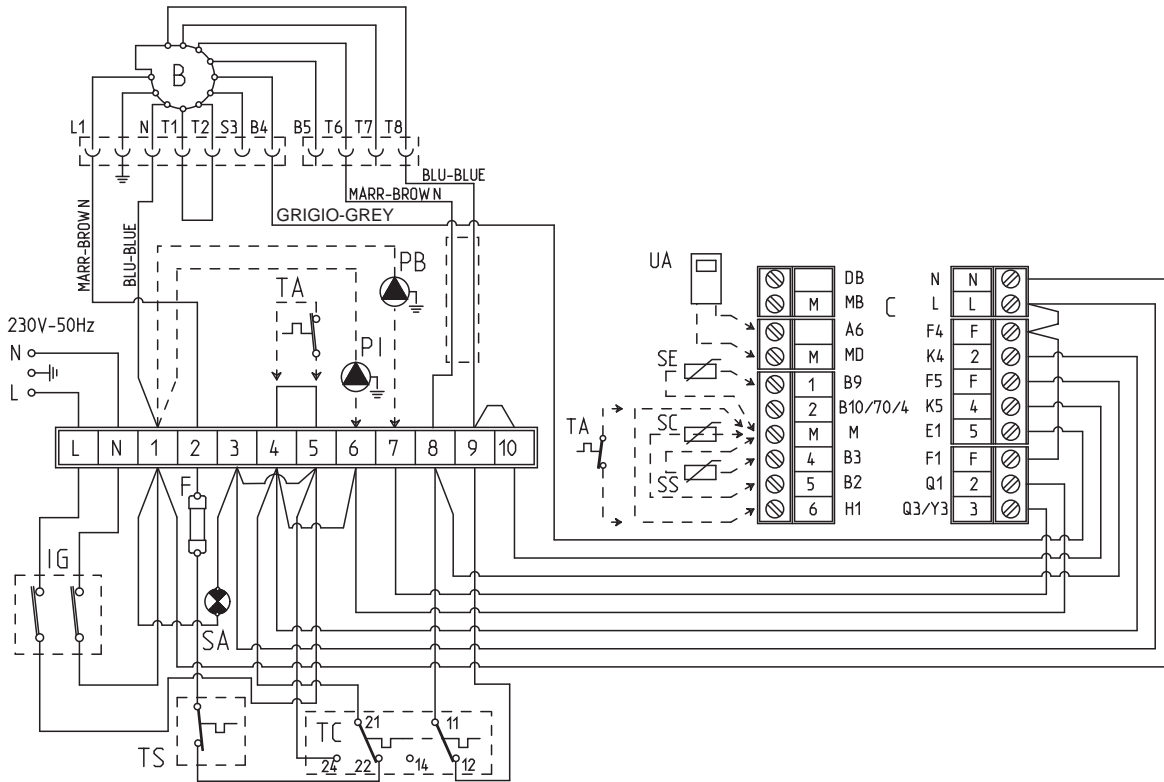 B
L1 N T1 T2 S3 B4 B5 T6 T7 T8
BLU-BLUE
MARR-BROWN
GRIGIO-GREY
MARR-BROWN
BLU-BLUE
230V-50Hz
N
L
TA
PB
PI
L N 1 2 3 4 5 6 7 8 9 10
F
IG
SA
TS
TC
21
11
24
22
14
12
UA
SE
SC
TA
SS
C
DB
M MB
A6
M MD
1 B9
2 B10/70/4
M M
4 B3
5 B2
6 H1
N N
L L
F4 F
K4 2
F5 F
K5 4
E1 5
F1 F
Q1 2
Q3/Y3 3